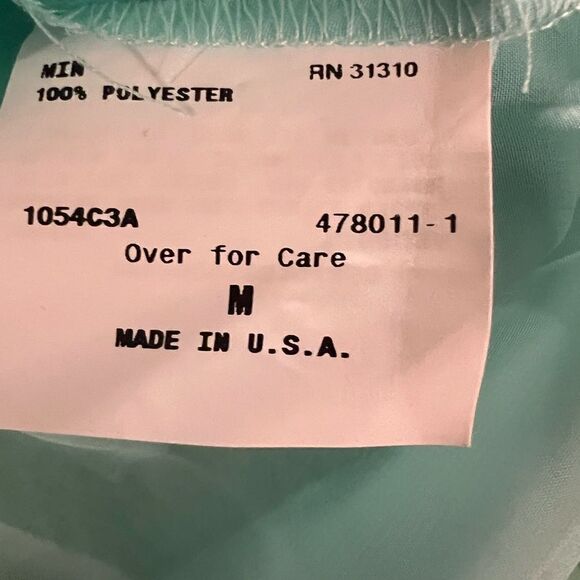 MIN RN 31310
100% POLYESTER
1054C3A 478011-1
Over for Care
M
MADE IN U.S.A.